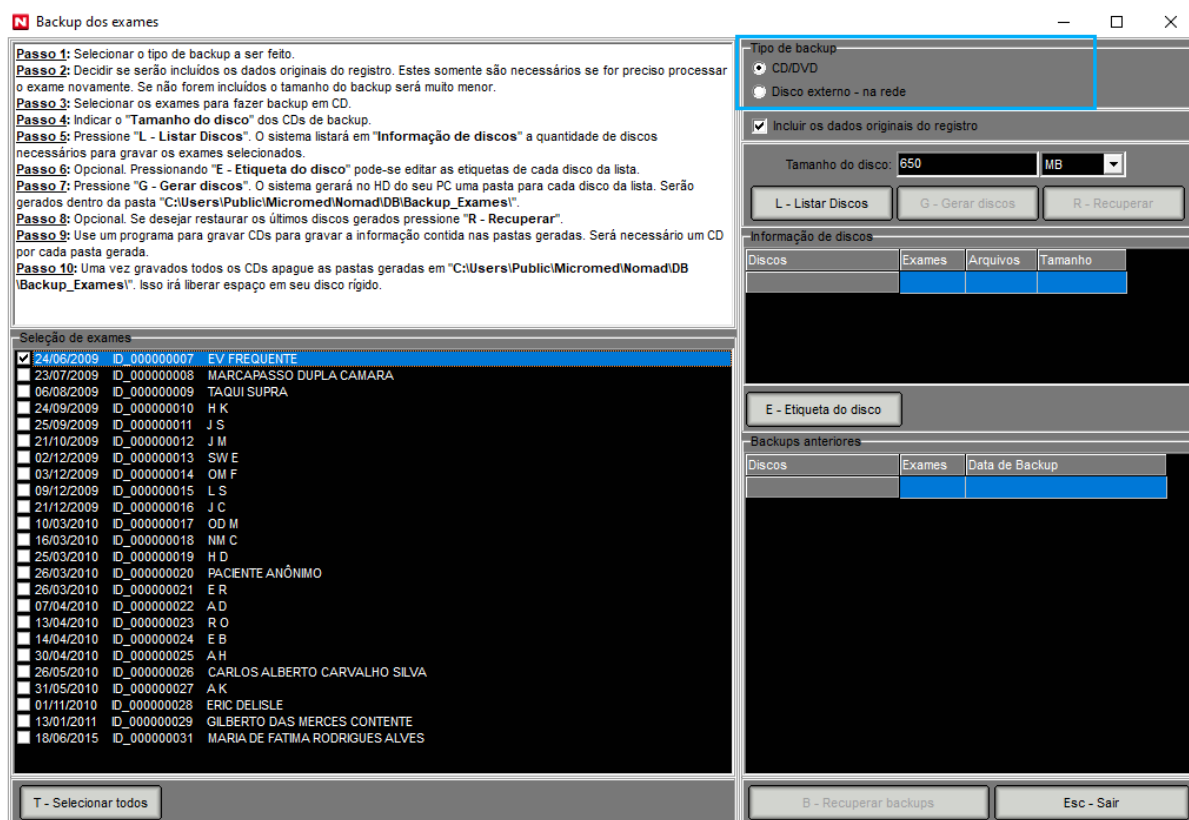 Backup dos exames
Passo 1: Selecionar o tipo de backup a ser feito.
Passo 2: Decidir se serão incluídos os dados originais do registro. Estes somente são necessários se for preciso processar
o exame novamente. Se não forem incluídos o tamanho do backup será muito menor.
Passo 3: Selecionar os exames para fazer backup em CD.
Passo 4: Indicar o "Tamanho do disco" dos CDs de backup.
Passo 5: Pressione "L - Listar Discos". O sistema listará em "Informação de discos" a quantidade de discos
necessários para gravar os exames selecionados.
Passo 6: Opcional. Pressionando "E - Etiqueta do disco" pode-se editar as etiquetas de cada disco da lista.
Passo 7: Pressione "G - Gerar discos". O sistema gerará no HD do seu PC uma pasta para cada disco da lista. Serão
gerados dentro da pasta "C:\Users\Public\Micromed\Nomad\DB\Backup_Exames\".
Passo 8: Opcional. Se desejar restaurar os últimos discos gerados pressione "R - Recuperar".
Passo 9: Use um programa para gravar CDs para gravar a informação contida nas pastas geradas. Será necessário um CD
por cada pasta gerada.
Passo 10: Uma vez gravados todos os CDs apague as pastas geradas em "C:\Users\Public\Micromed\Nomad\DB
\Backup_Exames\". Isso irá liberar espaço em seu disco rígido.
Seleção de exames
24/06/2009 ID_000000007 EV FREQUENTE
23/07/2009 ID_000000008 MARCAPASSO DUPLA CAMARA
06/08/2009 ID_000000009 TAQUI SUPRA
24/09/2009 ID_000000010 H K
25/09/2009 ID_000000011 J S
21/10/2009 ID_000000012 J M
02/12/2009 ID_000000013 SW E
03/12/2009 ID_000000014 OM F
09/12/2009 ID_000000015 L S
21/12/2009 ID_000000016 J C
10/03/2010 ID_000000017 OD M
16/03/2010 ID_000000018 NM C
25/03/2010 ID_000000019 H D
26/03/2010 ID_000000020 PACIENTE ANÔNIMO
26/03/2010 ID_000000021 E R
07/04/2010 ID_000000022 A D
13/04/2010 ID_000000023 R O
14/04/2010 ID_000000024 E B
30/04/2010 ID_000000025 A H
26/05/2010 ID_000000026 CARLOS ALBERTO CARVALHO SILVA
31/05/2010 ID_000000027 A K
01/11/2010 ID_000000028 ERIC DELISLE
13/01/2011 ID_000000029 GILBERTO DAS MERCES CONTENTE
18/06/2015 ID_000000031 MARIA DE FATIMA RODRIGUES ALVES
T - Selecionar todos
Tipo de backup
CD/DVD
Disco externo - na rede
Incluir os dados originais do registro
Tamanho do disco: 650 MB
L - Listar Discos G - Gerar discos R - Recuperar
Informação de discos
Discos Exames Arquivos Tamanho
E - Etiqueta do disco
Backups anteriores
Discos Exames Data de Backup
B - Recuperar backups Esc - Sair